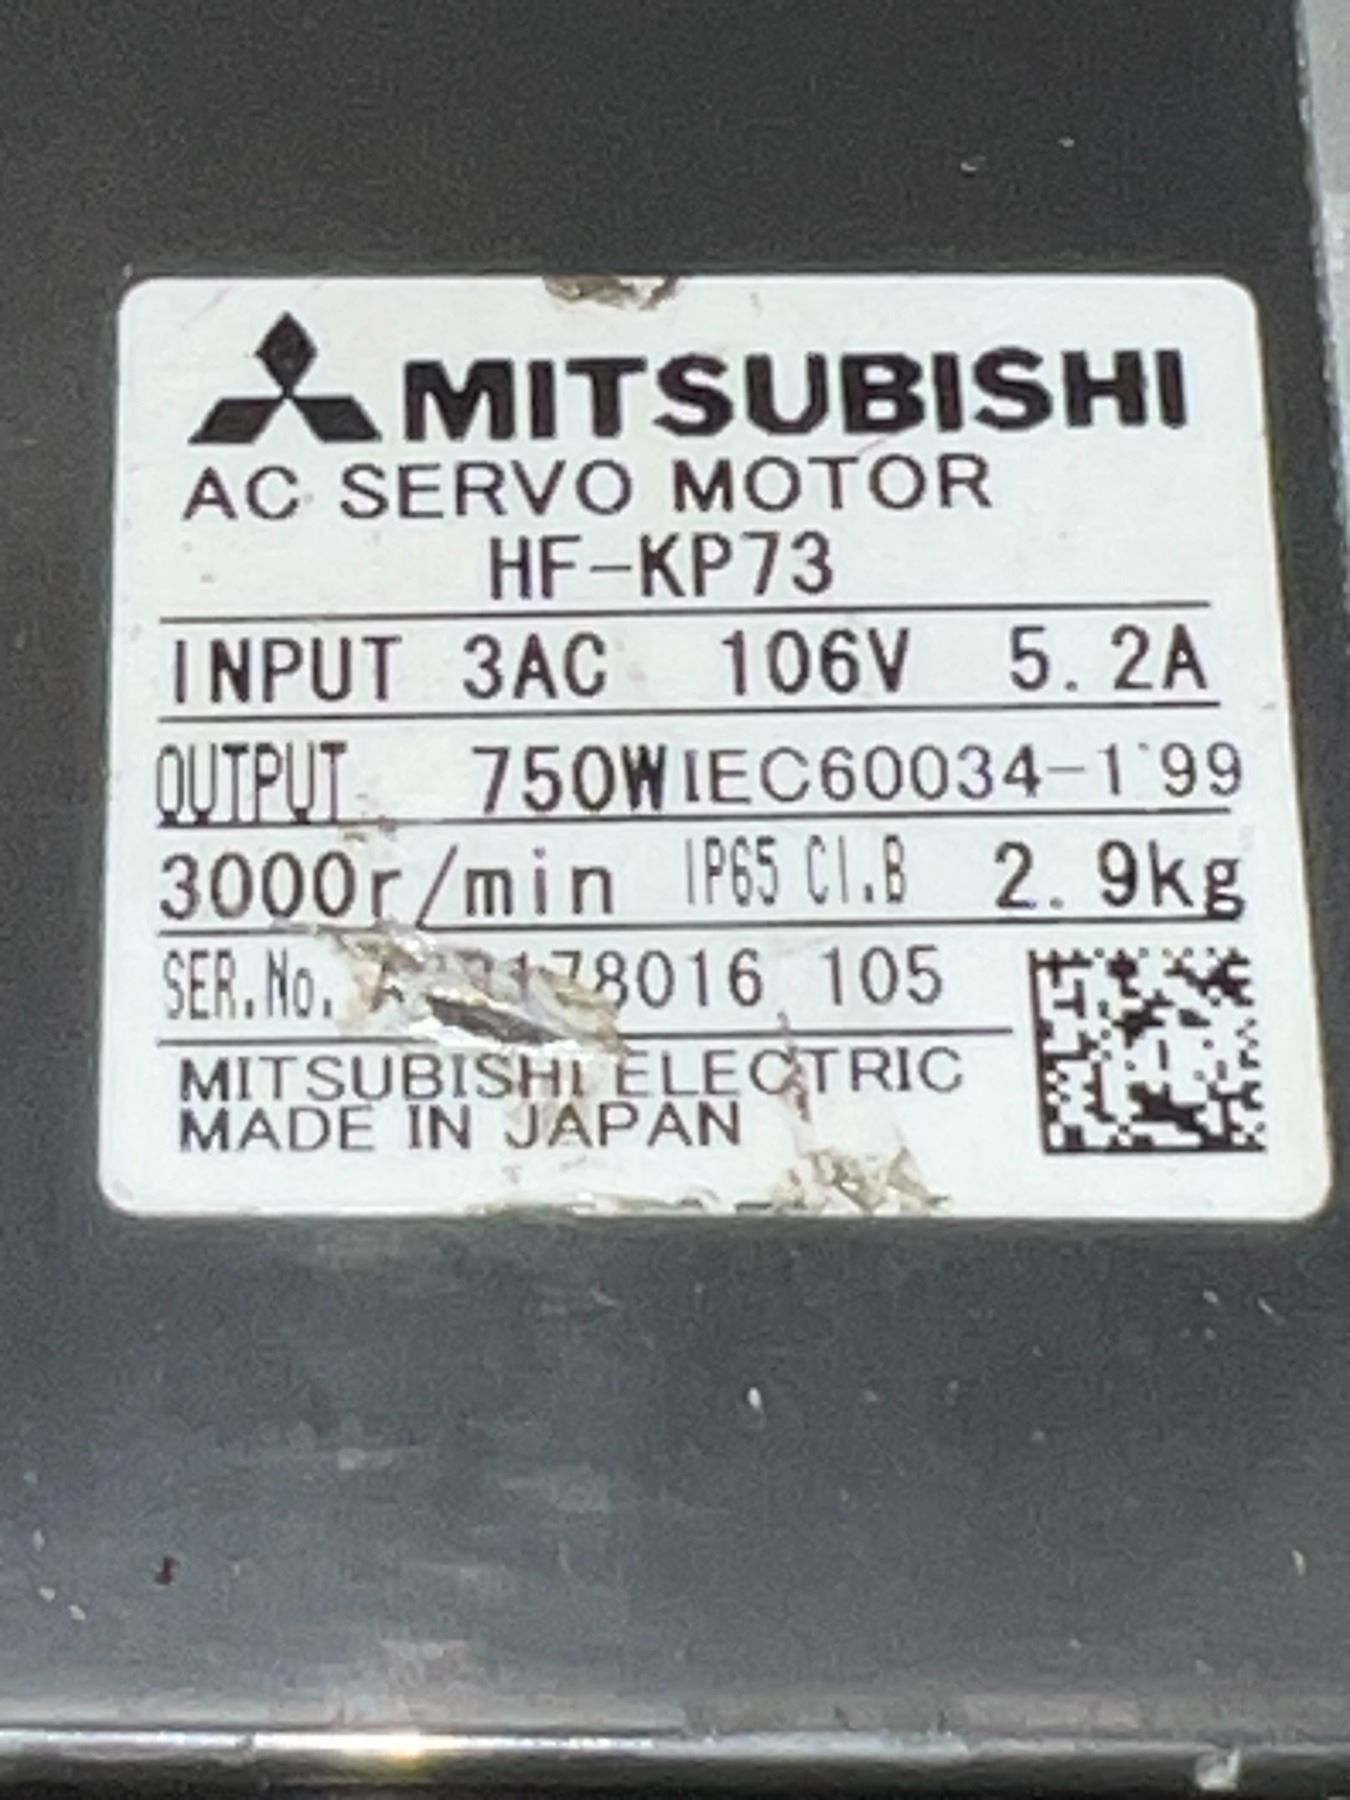 MITSUBISHI
AC SERVO MOTOR
HF-KP73
INPUT 3AC 106V 5.2A
OUTPUT 750W IEC60034-1'99
3000r/min IP65 Cl.B 2.9kg
SER.No. 105
MITSUBISHI ELECTRIC
MADE IN JAPAN